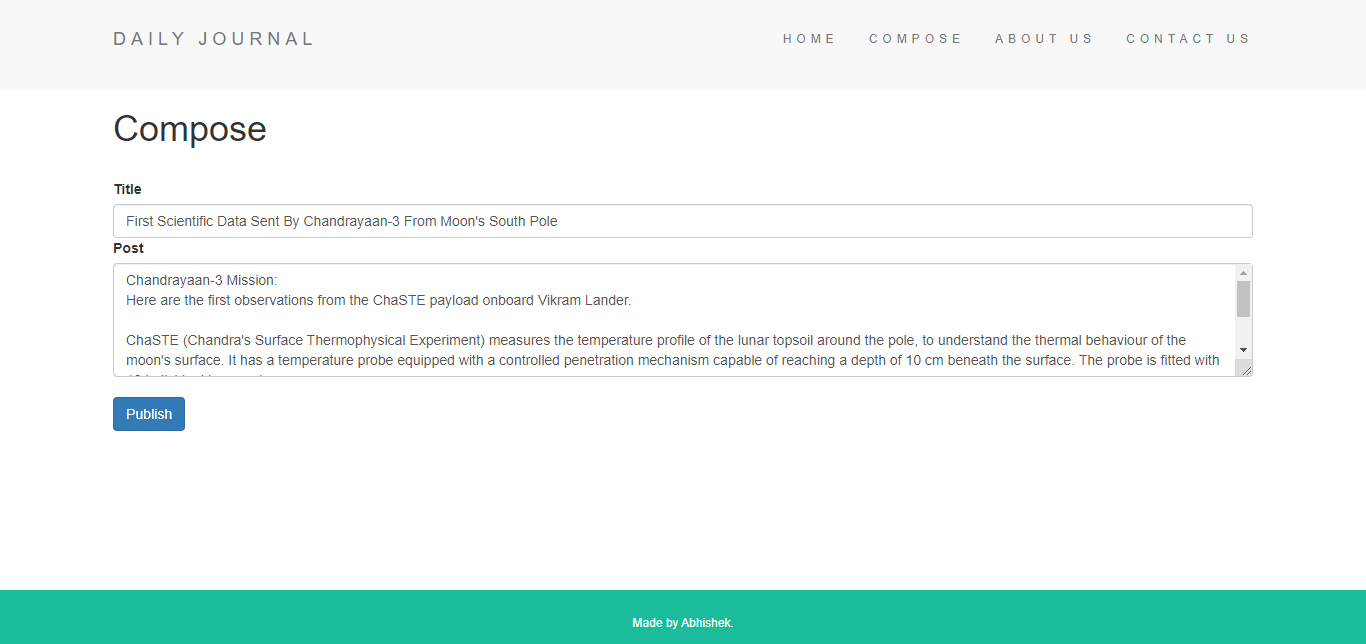 DAILY JOURNAL
HOME COMPOSE ABOUT US CONTACT US
Compose
Title
First Scientific Data Sent By Chandrayaan-3 From Moon's South Pole
Post
Chandrayaan-3 Mission:
Here are the first observations from the ChaSTE payload onboard Vikram Lander.
ChaSTE (Chandra's Surface Thermophysical Experiment) measures the temperature profile of the lunar topsoil around the pole, to understand the thermal behaviour of the
moon's surface. It has a temperature probe equipped with a controlled penetration mechanism capable of reaching a depth of 10 cm beneath the surface. The probe is fitted with
Publish
Made by Abhishek.